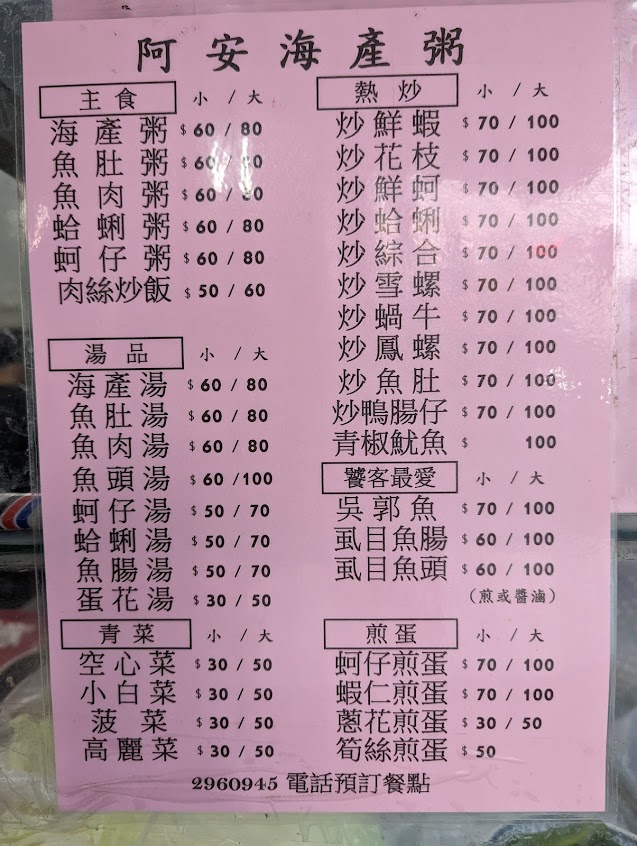 阿安海產粥
主食 小 / 大
海產粥 $ 60 / 80
魚肚粥 $ 60 / 80
魚肉粥 $ 60 / 80
蛤蜊粥 $ 60 / 80
蚵仔粥 $ 60 / 80
肉絲炒飯 $ 50 / 60
湯品 小 / 大
海產湯 $ 60 / 80
魚肚湯 $ 60 / 80
魚肉湯 $ 60 / 80
魚頭湯 $ 60 /100
蚵仔湯 $ 50 / 70
蛤蜊湯 $ 50 / 70
魚腸湯 $ 50 / 70
蛋花湯 $ 30 / 50
青菜 小 / 大
空心菜 $ 30 / 50
小白菜 $ 30 / 50
菠菜 $ 30 / 50
高麗菜 $ 30 / 50
熱炒 小 / 大
炒鮮蝦 $ 70 / 100
炒花枝 $ 70 / 100
炒鮮蚵 $ 70 / 100
炒蛤蜊 $ 70 / 100
炒綜合 $ 70 / 100
炒雪螺 $ 70 / 100
炒蝸牛 $ 70 / 100
炒鳳螺 $ 70 / 100
炒魚肚 $ 70 / 100
炒鴨腸仔 $ 70 / 100
青椒魷魚 $ 100
饕客最愛 小 / 大
吳郭魚 $ 70 / 100
虱目魚腸 $ 60 / 100
虱目魚頭 $ 60 / 100
(煎或醬滷)
煎蛋 小 / 大
蚵仔煎蛋 $ 70 / 100
蝦仁煎蛋 $ 70 / 100
蔥花煎蛋 $ 30 / 50
筍絲煎蛋 $ 50
2960945 電話預訂餐點